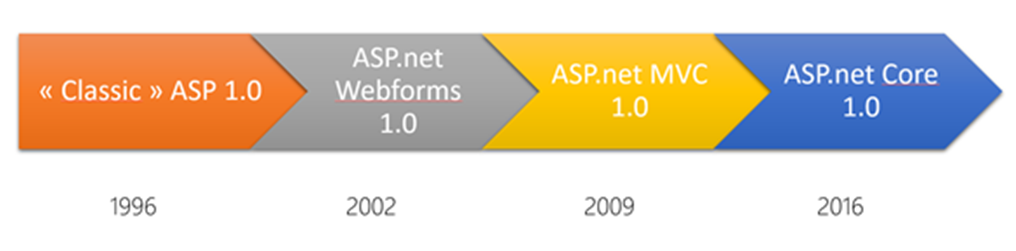 « Classic » ASP 1.0
ASP.net
Webforms
1.0
ASP.net MVC
1.0
ASP.net Core
1.0
1996
2002
2009
2016